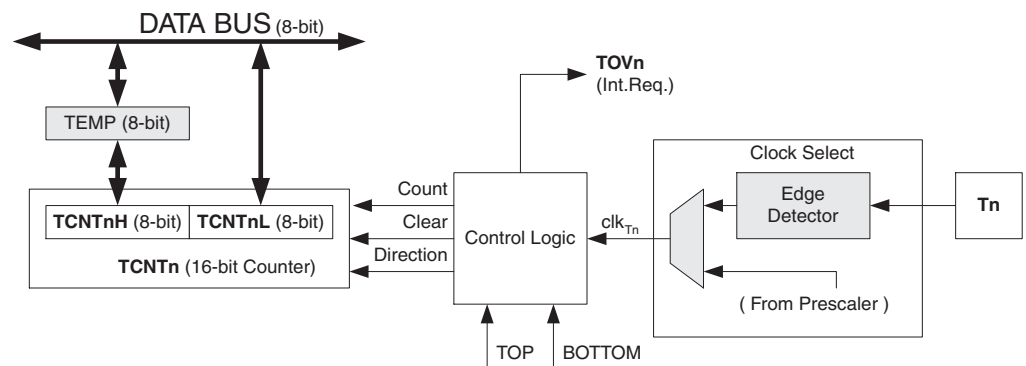 DATA BUS (8-bit)
TOVn
(Int.Req.)
TEMP (8-bit)
Clock Select
Count
Edge
Detector
Tn
TCNTnH (8-bit) TCNTnL (8-bit)
Clear
Control Logic
clkTn
TCNTn (16-bit Counter)
Direction
( From Prescaler )
TOP
BOTTOM